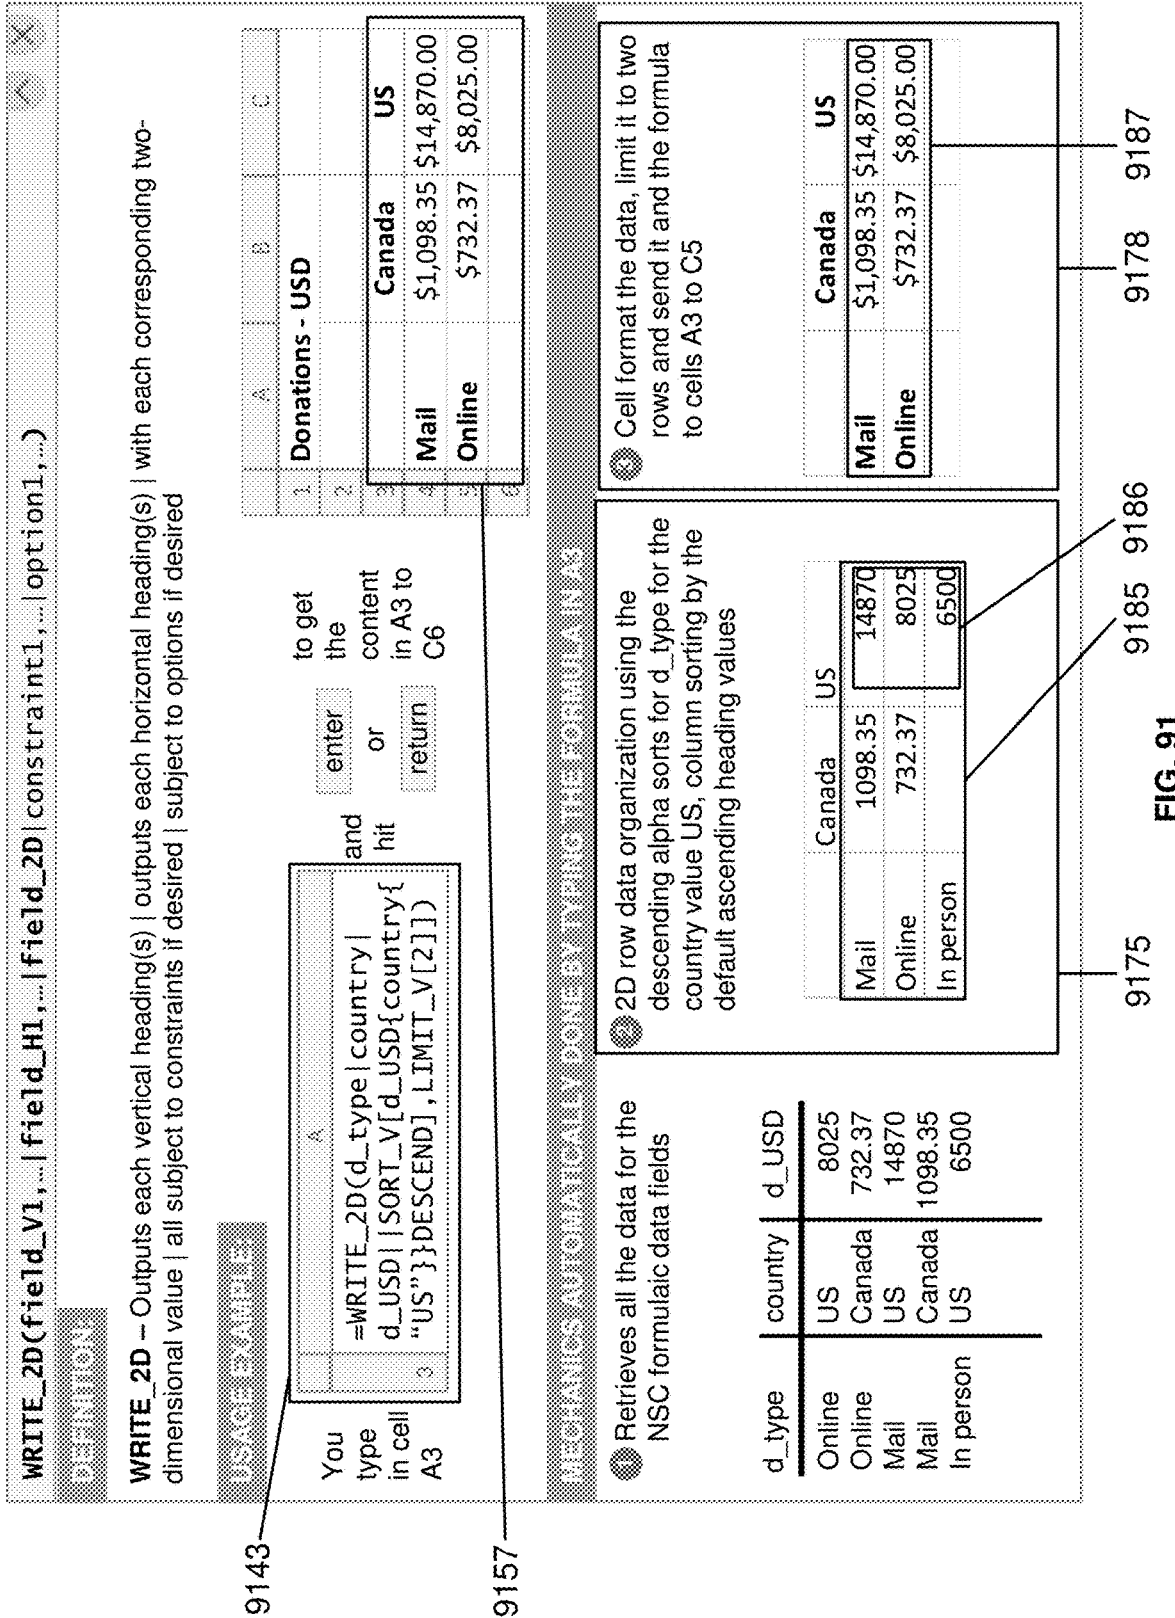 WRITE_2D(field_V1,…|field_H1,…|field_2D|constraint1,…|option1,…)
DEFINITION
WRITE_2D – Outputs each vertical heading(s) | outputs each horizontal heading(s) | with each corresponding two-
dimensional value | all subject to constraints if desired | subject to options if desired
USAGE EXAMPLE
9143
You
type
in cell
A3
A
3
=WRITE_2D(d_type|country|
d_USD||SORT_V[d_USD{country{
“US”}}DESCEND],LIMIT_V[2]])
and
hit
enter
or
return
to get
the
content
in A3 to
C6
A B C
1 Donations - USD
2
3 Canada US
4 Mail $1,098.35 $14,870.00
5 Online $732.37 $8,025.00
6
9157
MECHANICS AUTOMATICALLY DONE BY TYPING THE FORMULA IN A3
1 Retrieves all the data for the
NSC formulaic data fields
d_type country d_USD
Online US 8025
Online Canada 732.37
Mail US 14870
Mail Canada 1098.35
In person US 6500
2 2D row data organization using the
descending alpha sorts for d_type for the
country value US, column sorting by the
default ascending heading values
Canada US
Mail 1098.35 14870
Online 732.37 8025
In person 6500
3 Cell format the data, limit it to two
rows and send it and the formula
to cells A3 to C5
Canada US
Mail $1,098.35 $14,870.00
Online $732.37 $8,025.00
9175
9185
9186
9178
9187
FIG. 91